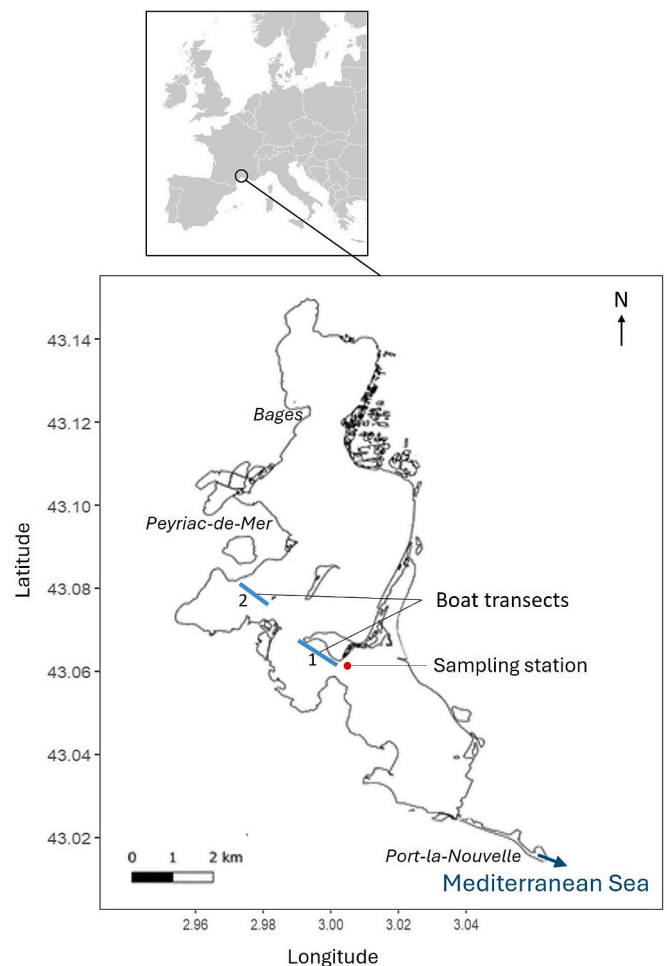 N
43.14
Bages
43.12
43.10
Peyriac-de-Mer
Latitude
43.08
2
Boat transects
1
43.06
Sampling station
43.04
43.02
0 1 2 km
Port-la-Nouvelle
Mediterranean Sea
2.96 2.98 3.00 3.02 3.04
Longitude